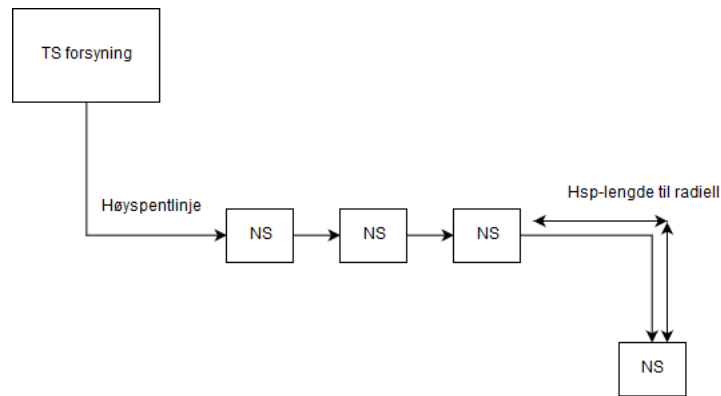 TS forsyning
Hsp-lengde til radiell
Høyspentlinje
NS
NS
NS
NS